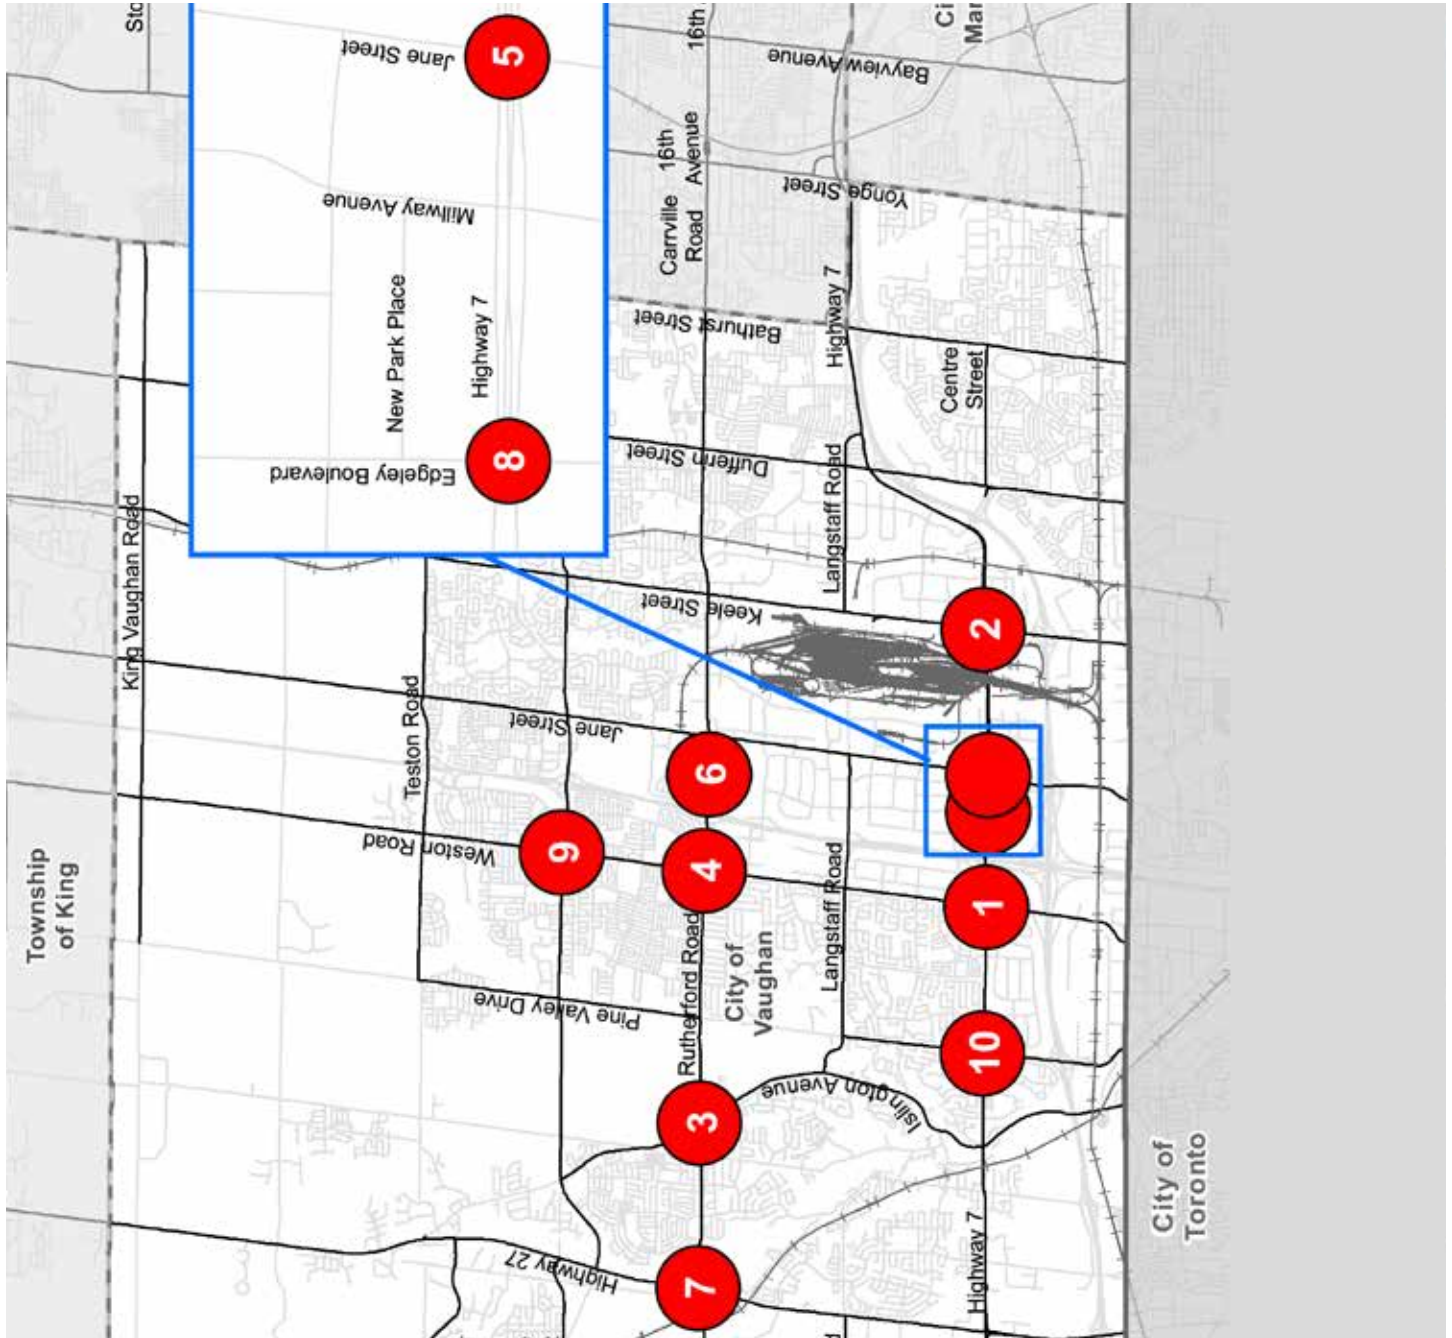 Sto
Jane Street
5
16th
Bayview Avenue
Ci
Mar
Millway Avenue
16th
Avenue
Carrville
Road
Yonge Street
New Park Place
Highway 7
Bathurst Street
Highway 7
Centre
Street
Edgeley Boulevard
8
Dufferin Street
Langstaff Road
King Vaughan Road
Keele Street
2
Teston Road
Jane Street
6
Weston Road
9
4
Langstaff Road
1
Township
of King
Pine Valley Drive
Rutherford Road
City of
Vaughan
10
3
Islington Avenue
Highway 27
7
Highway 7
City of
Toronto